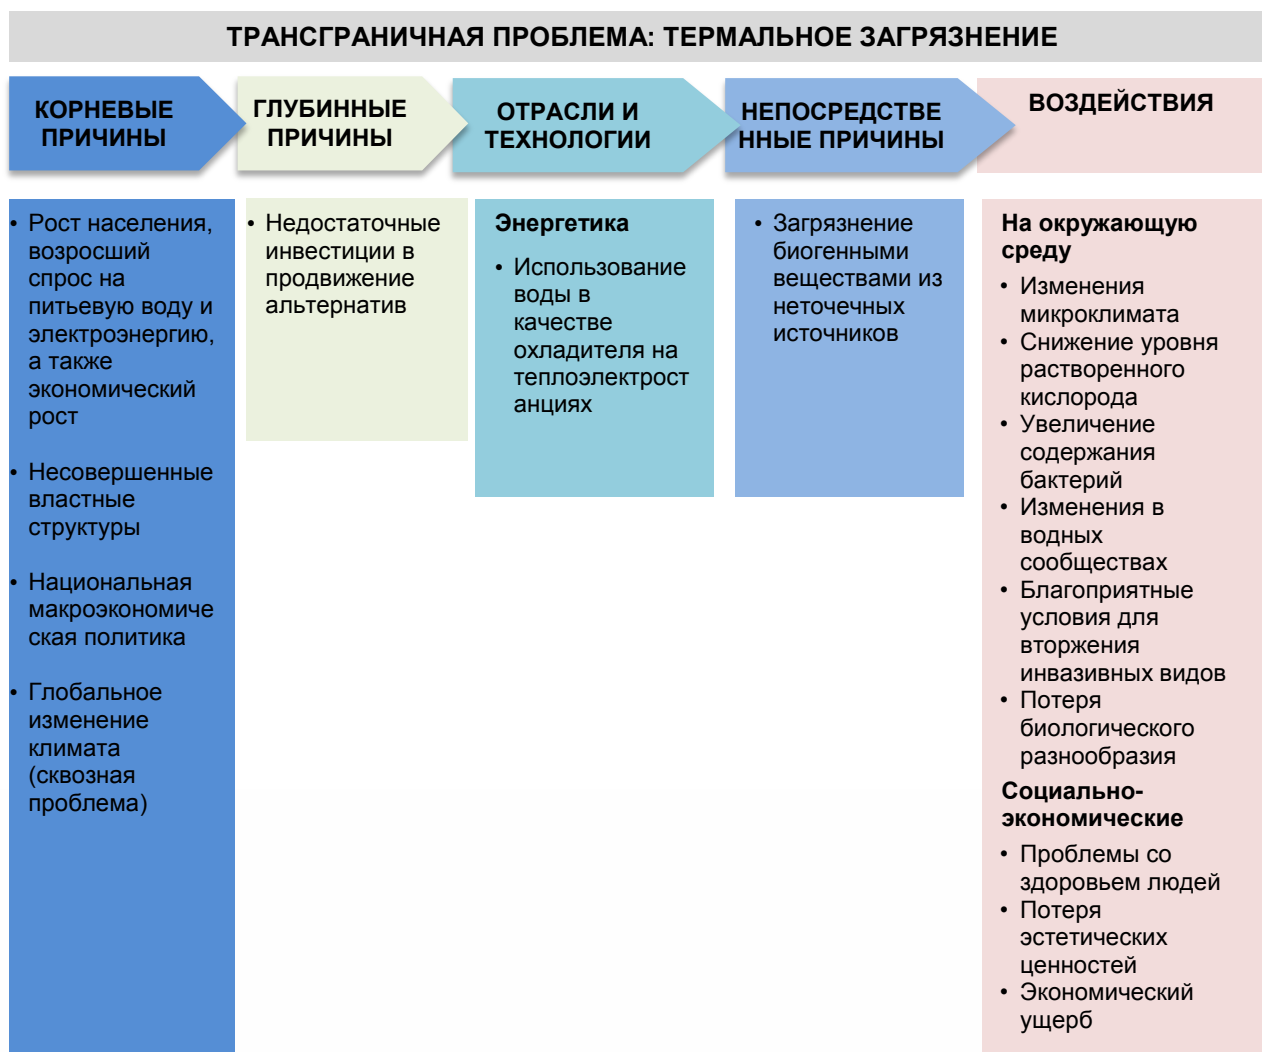 ТРАНСГРАНИЧНАЯ ПРОБЛЕМА: ТЕРМАЛЬНОЕ ЗАГРЯЗНЕНИЕ
КОРНЕВЫЕ
ПРИЧИНЫ
ГЛУБИННЫЕ
ПРИЧИНЫ
ОТРАСЛИ И
ТЕХНОЛОГИИ
НЕПОСРЕДСТВЕ
ННЫЕ ПРИЧИНЫ
ВОЗДЕЙСТВИЯ
• Рост населения,
возросший
спрос на
питьевую воду и
электроэнергию,
а также
экономический
рост
• Несовершенные
властные
структуры
• Национальная
макроэкономиче
ская политика
• Глобальное
изменение
климата
(сквозная
проблема)
• Недостаточные
инвестиции в
продвижение
альтернатив
Энергетика
• Использование
воды в
качестве
охладителя на
теплоэлектрост
анциях
• Загрязнение
биогенными
веществами из
неточечных
источников
На окружающую
среду
• Изменения
микроклимата
• Снижение уровня
растворенного
кислорода
• Увеличение
содержания
бактерий
• Изменения в
водных
сообществах
• Благоприятные
условия для
вторжения
инвазивных видов
• Потеря
биологического
разнообразия
Социально-
экономические
• Проблемы со
здоровьем людей
• Потеря
эстетических
ценностей
• Экономический
ущерб